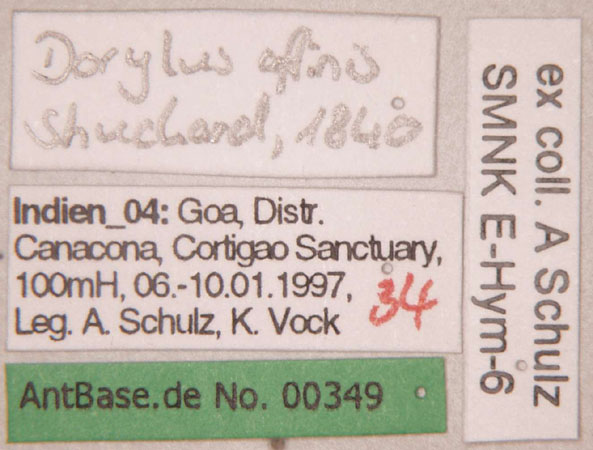 Dorylus afinis
Shuckard, 1840
Indien_04: Goa, Distr.
Canacona, Cortigao Sanctuary,
100mH, 06.-10.01.1997,
Leg. A. Schulz, K. Vock
34
AntBase.de No. 00349
ex coll. A Schulz
SMNK E-Hym-6